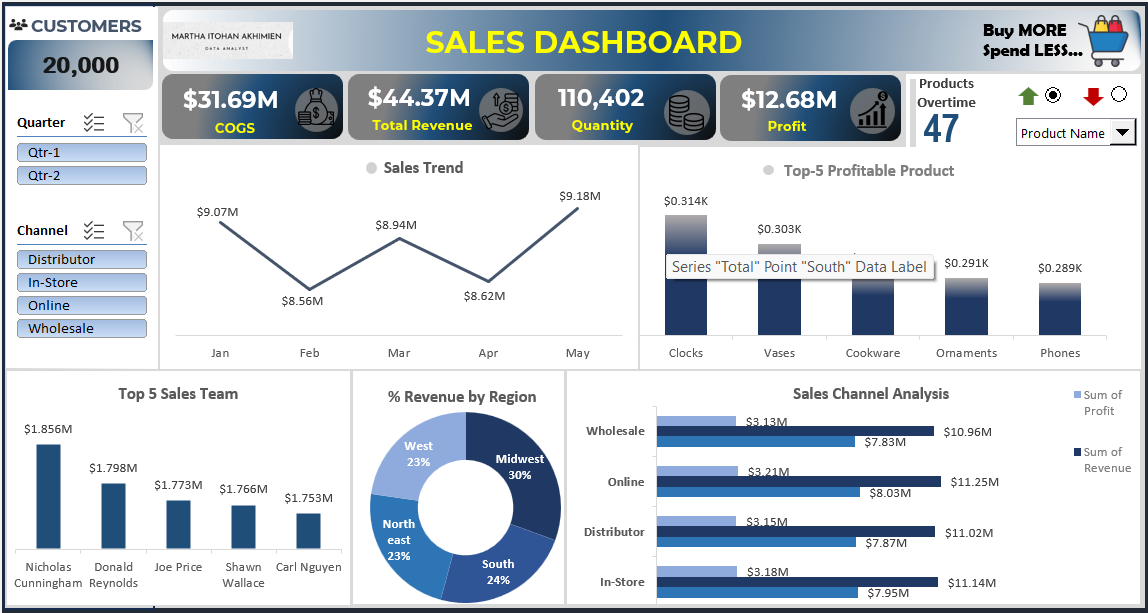 CUSTOMERS
20,000
MARTHA ITOHAN AKHIMIEN
DATA ANALYST
SALES DASHBOARD
Buy MORE
Spend LESS...
$31.69M
COGS
$44.37M
Total Revenue
110,402
Quantity
$12.68M
Profit
Products
Overtime
47
Product Name
Quarter
Qtr-1
Qtr-2
Channel
Distributor
In-Store
Online
Wholesale
Sales Trend
$9.07M
$8.56M
$8.94M
$8.62M
$9.18M
Jan
Feb
Mar
Apr
May
Top-5 Profitable Product
$0.314K
$0.303K
$0.291K
$0.289K
Series "Total" Point "South" Data Label
Clocks
Vases
Cookware
Ornaments
Phones
Top 5 Sales Team
$1.856M
$1.798M
$1.773M
$1.766M
$1.753M
Nicholas
Cunningham
Donald
Reynolds
Joe Price
Shawn
Wallace
Carl Nguyen
% Revenue by Region
West
23%
Midwest
30%
North
east
23%
South
24%
Sales Channel Analysis
Sum of
Profit
Sum of
Revenue
Wholesale
$3.13M
$10.96M
$7.83M
Online
$3.21M
$11.25M
$8.03M
Distributor
$3.15M
$11.02M
$7.87M
In-Store
$3.18M
$11.14M
$7.95M